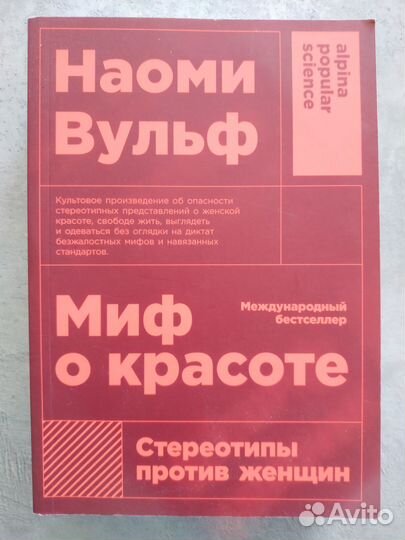 Наоми
Вульф
alpina
popular
science
Культовое произведение об опасности
стереотипных представлений о женской
красоте, свободе жить, выглядеть
и одеваться без оглядки на диктат
безжалостных мифов и навязанных
стандартов.
Международный
бестселлер
Миф
о красоте
Стереотипы
против женщин
Avito